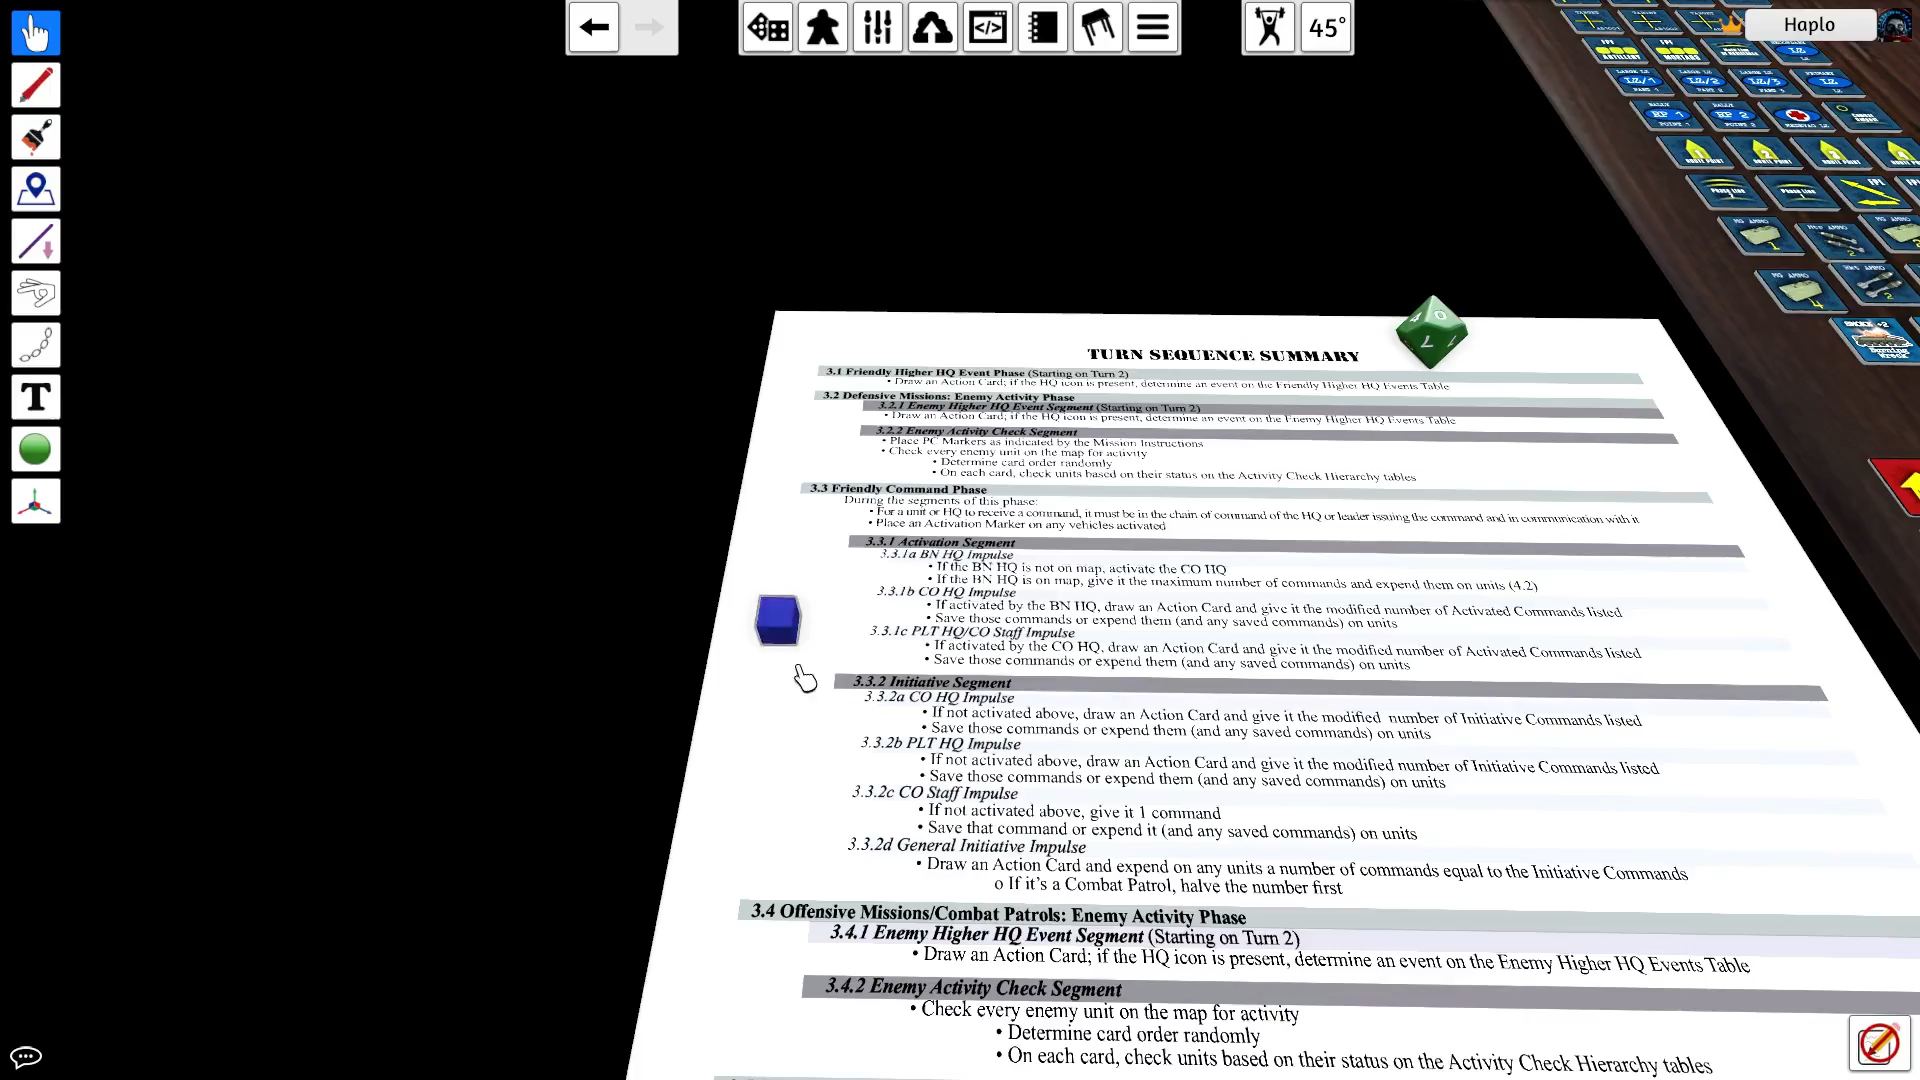 45°
Haplo
TURN SEQUENCE SUMMARY
3.1 Friendly Higher HQ Event Phase (Starting on Turn 2)
• Draw an Action Card; if the HQ icon is present, determine an event on the Friendly Higher HQ Events Table
3.2 Defensive Missions: Enemy Activity Phase
3.2.1 Enemy Higher HQ Event Segment (Starting on Turn 2)
• Draw an Action Card; if the HQ icon is present, determine an event on the Enemy Higher HQ Events Table
3.2.2 Enemy Activity Check Segment
• Place PC Markers as indicated by the Mission Instructions
• Check every enemy unit on the map for activity
• Determine card order randomly
• On each card, check units based on their status on the Activity Check Hierarchy tables
3.3 Friendly Command Phase
During the segments of this phase:
• For a unit or HQ to receive a command, it must be in the chain of command of the HQ or leader issuing the command and in communication with it
• Place an Activation Marker on any vehicles activated
3.3.1 Activation Segment
3.3.1a BN HQ Impulse
• If the BN HQ is not on map, activate the CO HQ
• If the BN HQ is on map, give it the maximum number of commands and expend them on units (4.2)
3.3.1b CO HQ Impulse
• If activated by the BN HQ, draw an Action Card and give it the modified number of Activated Commands listed
• Save those commands or expend them (and any saved commands) on units
3.3.1c PLT HQ/CO Staff Impulse
• If activated by the CO HQ, draw an Action Card and give it the modified number of Activated Commands listed
• Save those commands or expend them (and any saved commands) on units
3.3.2 Initiative Segment
3.3.2a CO HQ Impulse
• If not activated above, draw an Action Card and give it the modified number of Initiative Commands listed
• Save those commands or expend them (and any saved commands) on units
3.3.2b PLT HQ Impulse
• If not activated above, draw an Action Card and give it the modified number of Initiative Commands listed
• Save those commands or expend them (and any saved commands) on units
3.3.2c CO Staff Impulse
• If not activated above, give it 1 command
• Save that command or expend it (and any saved commands) on units
3.3.2d General Initiative Impulse
• Draw an Action Card and expend on any units a number of commands equal to the Initiative Commands
o If it's a Combat Patrol, halve the number first
3.4 Offensive Missions/Combat Patrols: Enemy Activity Phase
3.4.1 Enemy Higher HQ Event Segment (Starting on Turn 2)
• Draw an Action Card; if the HQ icon is present, determine an event on the Enemy Higher HQ Events Table
3.4.2 Enemy Activity Check Segment
• Check every enemy unit on the map for activity
• Determine card order randomly
• On each card, check units based on their status on the Activity Check Hierarchy tables